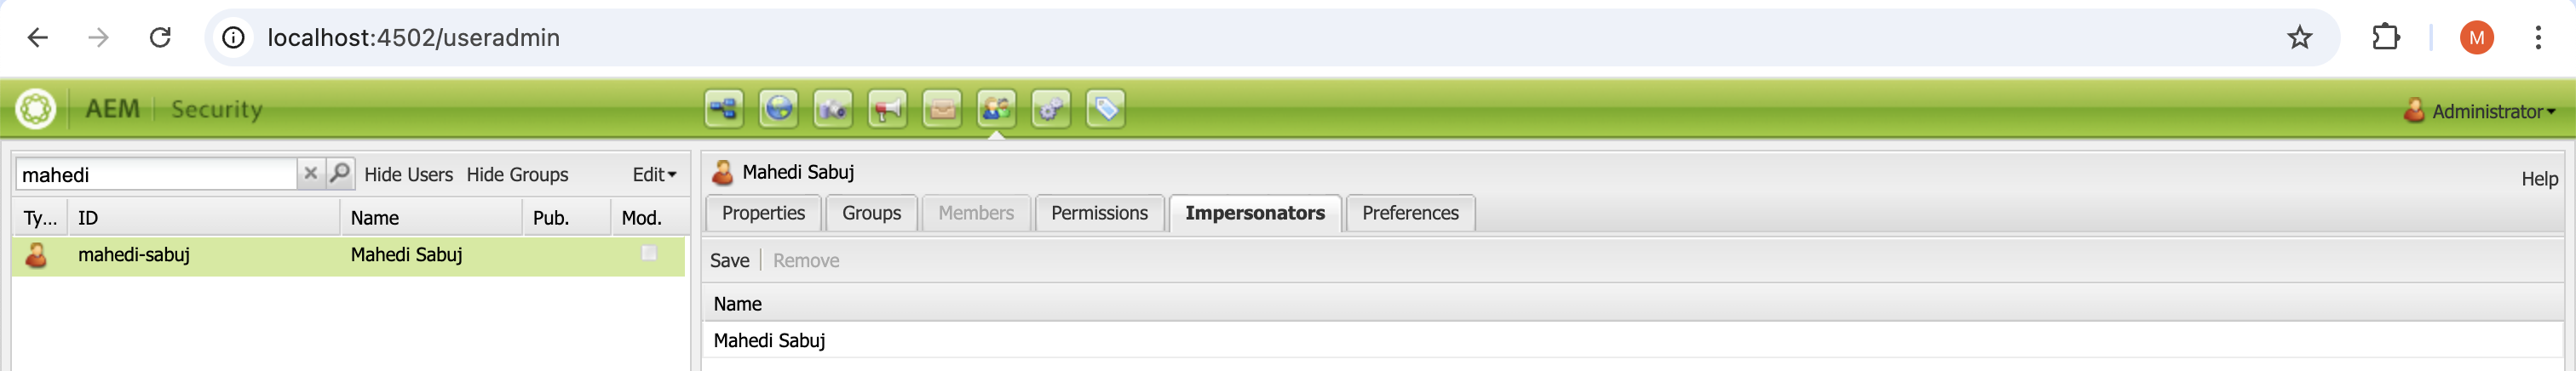 localhost:4502/useradmin
M
AEM Security
Administrator
mahedi Hide Users Hide Groups Edit
Ty... ID Name Pub. Mod.
mahedi-sabuj Mahedi Sabuj
Mahedi Sabuj
Help
Properties Groups Members Permissions Impersonators Preferences
Save Remove
Name
Mahedi Sabuj